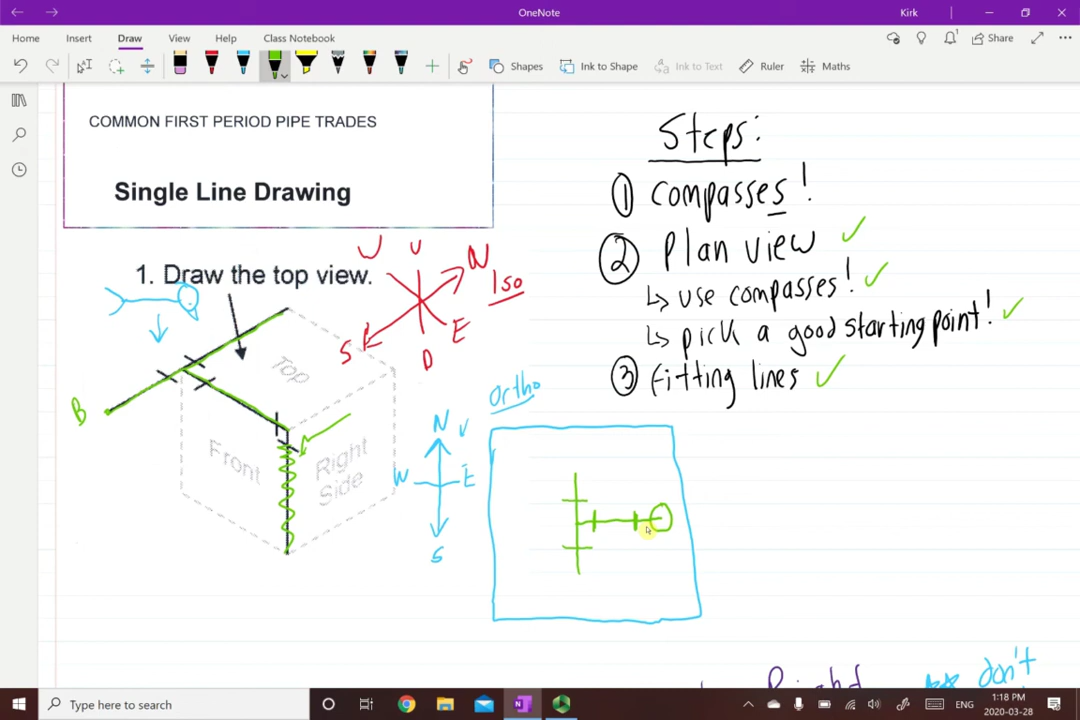 OneNote
Kirk
Home Insert Draw View Help Class Notebook
Share
Shapes Ink to Shape Ink to Text Ruler Maths
COMMON FIRST PERIOD PIPE TRADES
Single Line Drawing
1. Draw the top view.
Steps:
① compasses!
② Plan view ✓
↳ use compasses! ✓
↳ pick a good starting point! ✓
③ Fitting lines ✓
W U N
Iso
S D E
B
Top
Front
Right
Side
Ortho
N
W E
S
Right
** don't
Type here to search
ENG
1:18 PM
2020-03-28